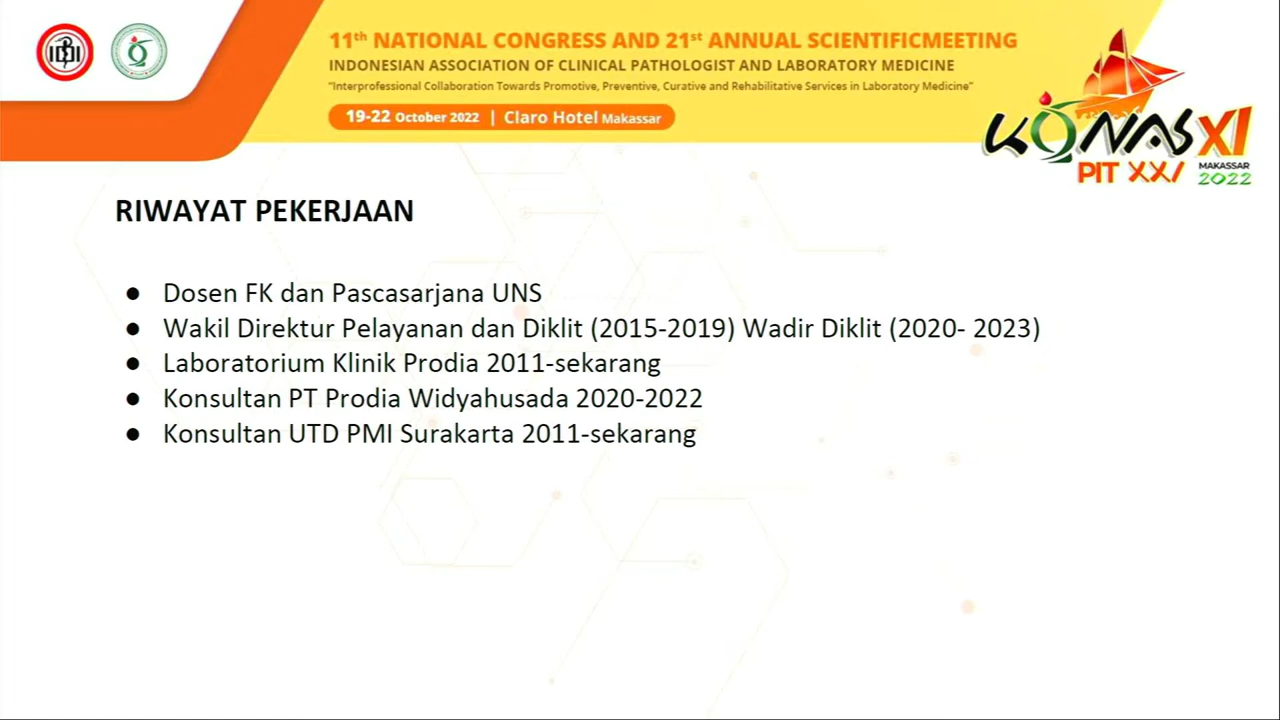 11th NATIONAL CONGRESS AND 21st ANNUAL SCIENTIFICMEETING
INDONESIAN ASSOCIATION OF CLINICAL PATHOLOGIST AND LABORATORY MEDICINE
"Interprofessional Collaboration Towards Promotive, Preventive, Curative and Rehabilitative Services in Laboratory Medicine"
19-22 October 2022 | Claro Hotel Makassar
KONAS XI
PIT XXI
MAKASSAR
2022
RIWAYAT PEKERJAAN
● Dosen FK dan Pascasarjana UNS
● Wakil Direktur Pelayanan dan Diklit (2015-2019) Wadir Diklit (2020- 2023)
● Laboratorium Klinik Prodia 2011-sekarang
● Konsultan PT Prodia Widyahusada 2020-2022
● Konsultan UTD PMI Surakarta 2011-sekarang